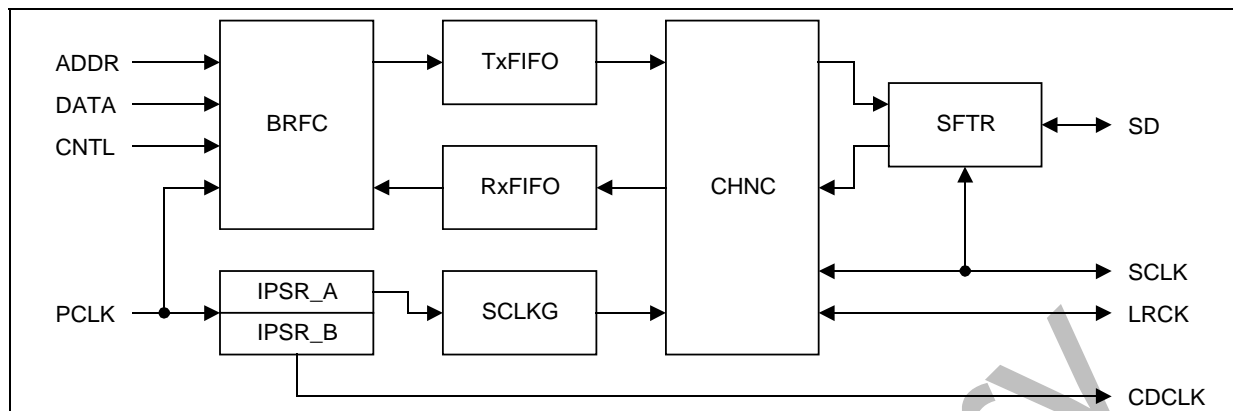 ADDR
DATA
CNTL
PCLK
BRFC
TxFIFO
RxFIFO
IPSR_A
IPSR_B
SCLKG
CHNC
SFTR
SD
SCLK
LRCK
CDCLK